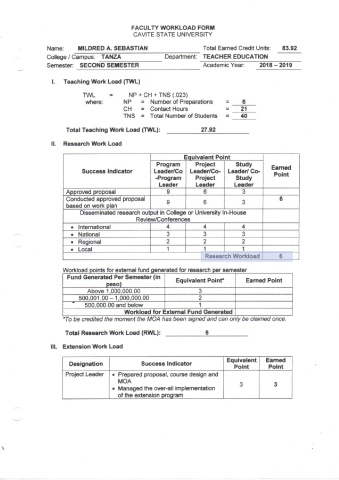 FACULTY WORKLOAD FORM
CAVITE STATE UNIVERSITY
Name: MILDRED A. SEBASTIAN Total Earned Credit Units: 83.92
College / Campus: TANZA Department: TEACHER EDUCATION
Semester: SECOND SEMESTER Academic Year: 2018 – 2019
I. Teaching Work Load (TWL)
TWL = NP + CH + TNS (.023)
where: NP = Number of Preparations = 6
CH = Contact Hours = 21
TNS = Total Number of Students = 40
Total Teaching Work Load (TWL): 27.92
II. Research Work Load
Success Indicator Equivalent Point Earned Point
Program Leader/Co-Program Leader Project Leader/Co-Project Leader Study Leader/ Co-Study Leader
Approved proposal 9 6 3
Conducted approved proposal based on work plan 9 6 3 6
Disseminated research output in College or University In-House Review/Conferences
• International 4 4 4
• National 3 3 3
• Regional 2 2 2
• Local 1 1 1
Research Workload 6
Workload points for external fund generated for research per semester
Fund Generated Per Semester (in peso) Equivalent Point* Earned Point
Above 1,000,000.00 3
500,001.00 – 1,000,000.00 2
500,000.00 and below 1
Workload for External Fund Generated
*To be credited the moment the MOA has been signed and can only be claimed once.
Total Research Work Load (RWL): 6
III. Extension Work Load
Designation Success Indicator Equivalent Point Earned Point
Project Leader • Prepared proposal, course design and MOA
• Managed the over-all implementation of the extension program 3 3